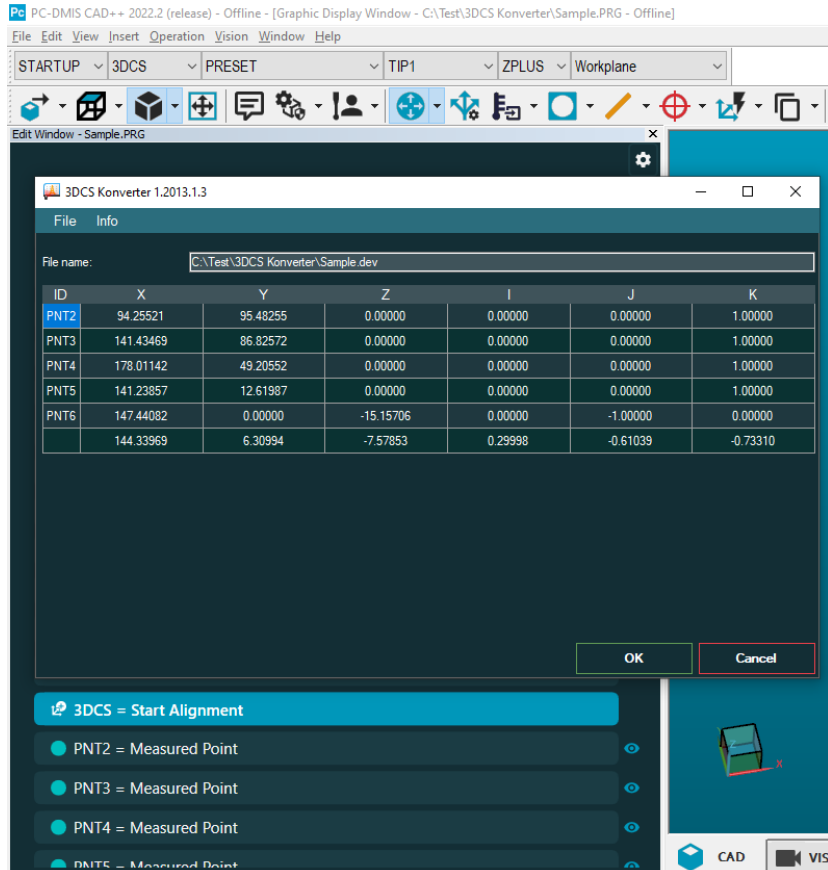 Pc PC-DMIS CAD++ 2022.2 (release) - Offline - [Graphic Display Window - C:\Test\3DCS Konverter\Sample.PRG - Offline]
File Edit View Insert Operation Vision Window Help
STARTUP 3DCS PRESET TIP1 ZPLUS Workplane
Edit Window - Sample.PRG
3DCS Konverter 1.2013.1.3
File Info
File name: C:\Test\3DCS Konverter\Sample.dev
ID X Y Z I J K
PNT2 94.25521 95.48255 0.00000 0.00000 0.00000 1.00000
PNT3 141.43469 86.82572 0.00000 0.00000 0.00000 1.00000
PNT4 178.01142 49.20552 0.00000 0.00000 0.00000 1.00000
PNT5 141.23857 12.61987 0.00000 0.00000 0.00000 1.00000
PNT6 147.44082 0.00000 -15.15706 0.00000 -1.00000 0.00000
144.33969 6.30994 -7.57853 0.29998 -0.61039 -0.73310
OK Cancel
3DCS = Start Alignment
PNT2 = Measured Point
Z
X
PNT3 = Measured Point
PNT4 = Measured Point
PNT5 = Measured Point
CAD VIS